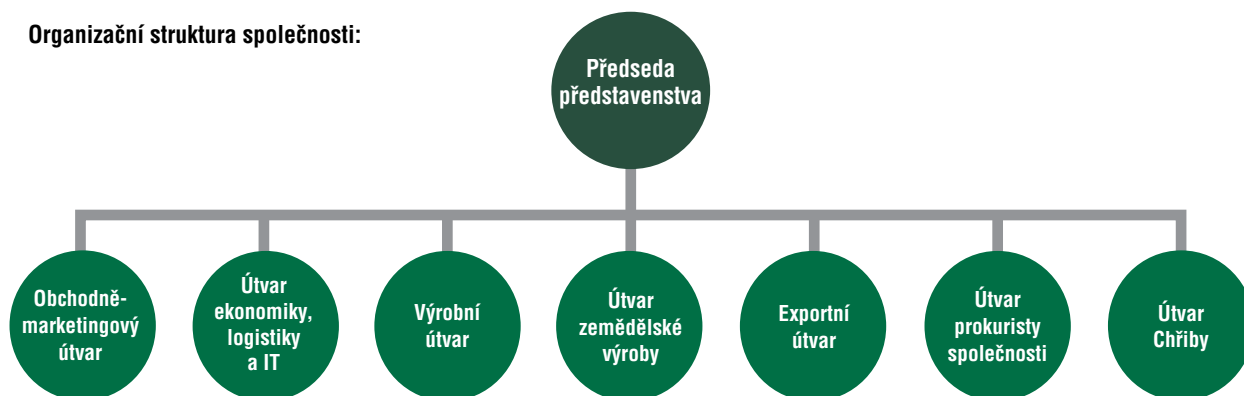 Organizační struktura společnosti:
Předseda
představenstva
Obchodně-
marketingový
útvar
Útvar
ekonomiky,
logistiky
a IT
Výrobní
útvar
Útvar
zemědělské
výroby
Exportní
útvar
Útvar
prokuristy
společnosti
Útvar
Chřiby